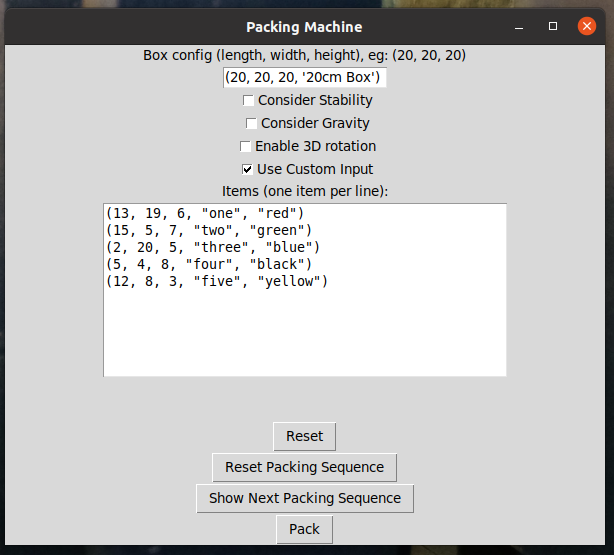 Packing Machine
Box config (length, width, height), eg: (20, 20, 20)
(20, 20, 20, '20cm Box')
Consider Stability
Consider Gravity
Enable 3D rotation
Use Custom Input
Items (one item per line):
(13, 19, 6, "one", "red")
(15, 5, 7, "two", "green")
(2, 20, 5, "three", "blue")
(5, 4, 8, "four", "black")
(12, 8, 3, "five", "yellow")
Reset
Reset Packing Sequence
Show Next Packing Sequence
Pack